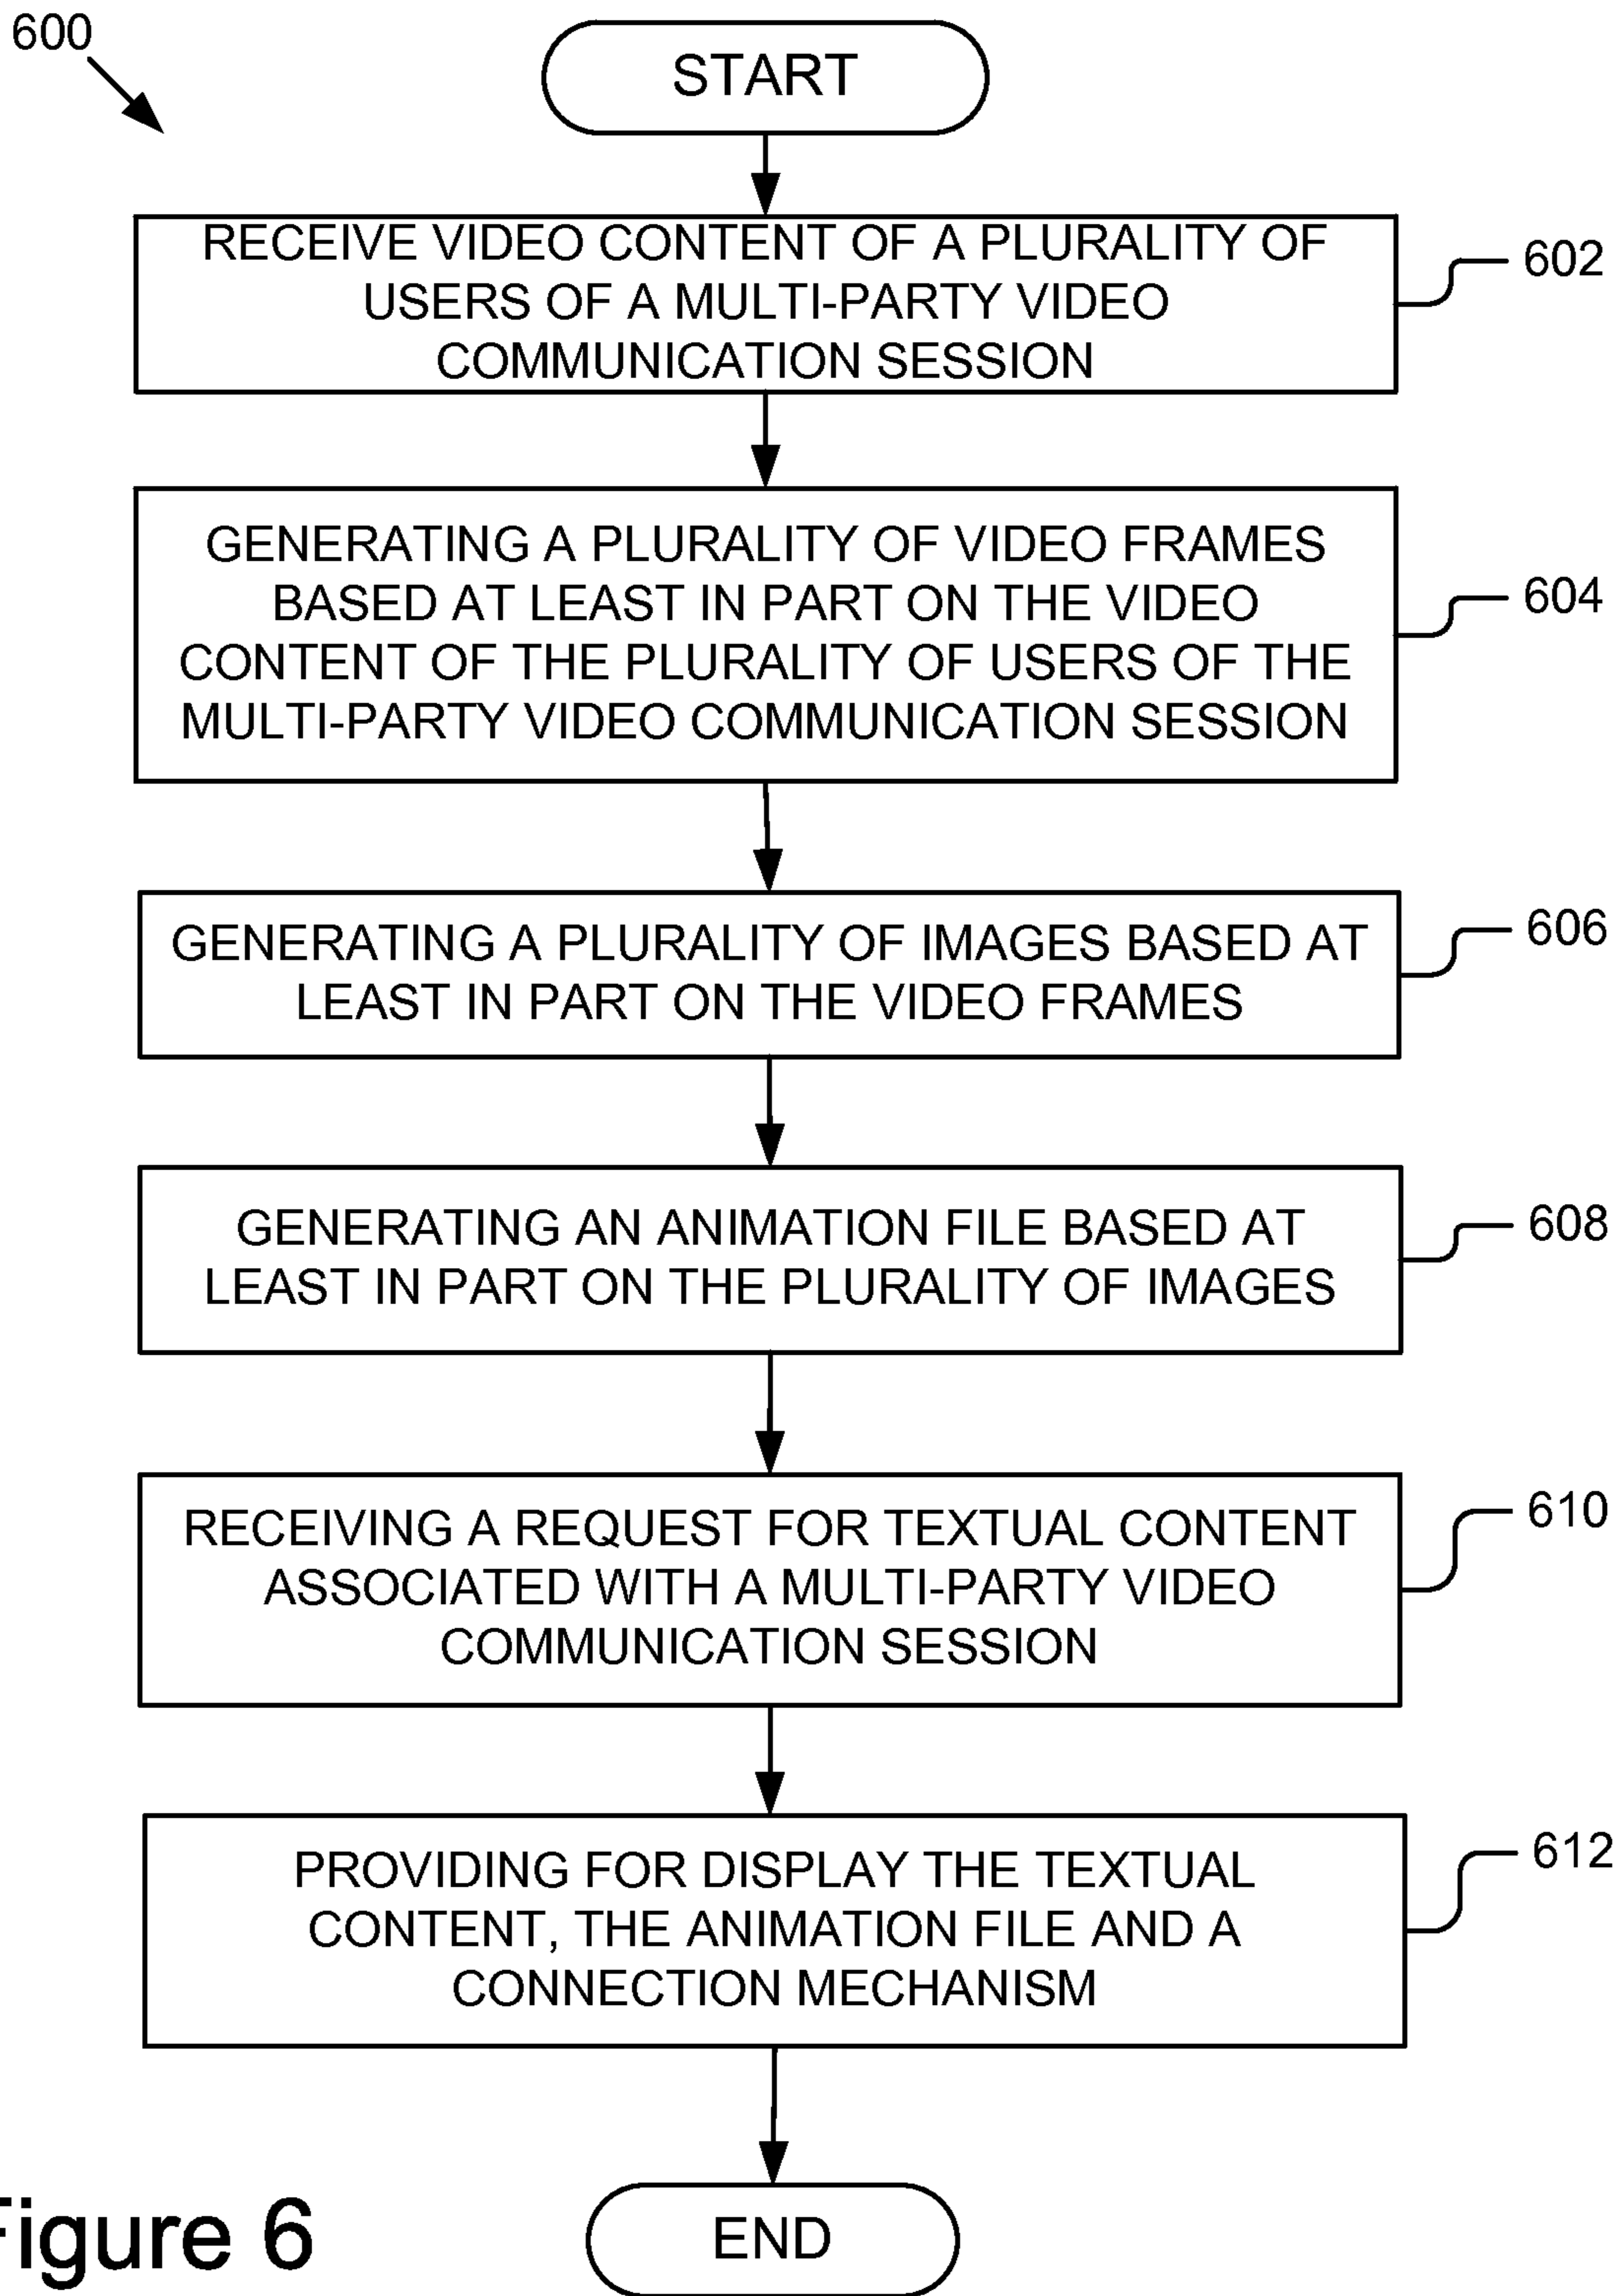 600
START
RECEIVE VIDEO CONTENT OF A PLURALITY OF
USERS OF A MULTI-PARTY VIDEO
COMMUNICATION SESSION
602
GENERATING A PLURALITY OF VIDEO FRAMES
BASED AT LEAST IN PART ON THE VIDEO
CONTENT OF THE PLURALITY OF USERS OF THE
MULTI-PARTY VIDEO COMMUNICATION SESSION
604
GENERATING A PLURALITY OF IMAGES BASED AT
LEAST IN PART ON THE VIDEO FRAMES
606
GENERATING AN ANIMATION FILE BASED AT
LEAST IN PART ON THE PLURALITY OF IMAGES
608
RECEIVING A REQUEST FOR TEXTUAL CONTENT
ASSOCIATED WITH A MULTI-PARTY VIDEO
COMMUNICATION SESSION
610
PROVIDING FOR DISPLAY THE TEXTUAL
CONTENT, THE ANIMATION FILE AND A
CONNECTION MECHANISM
612
END
Figure 6